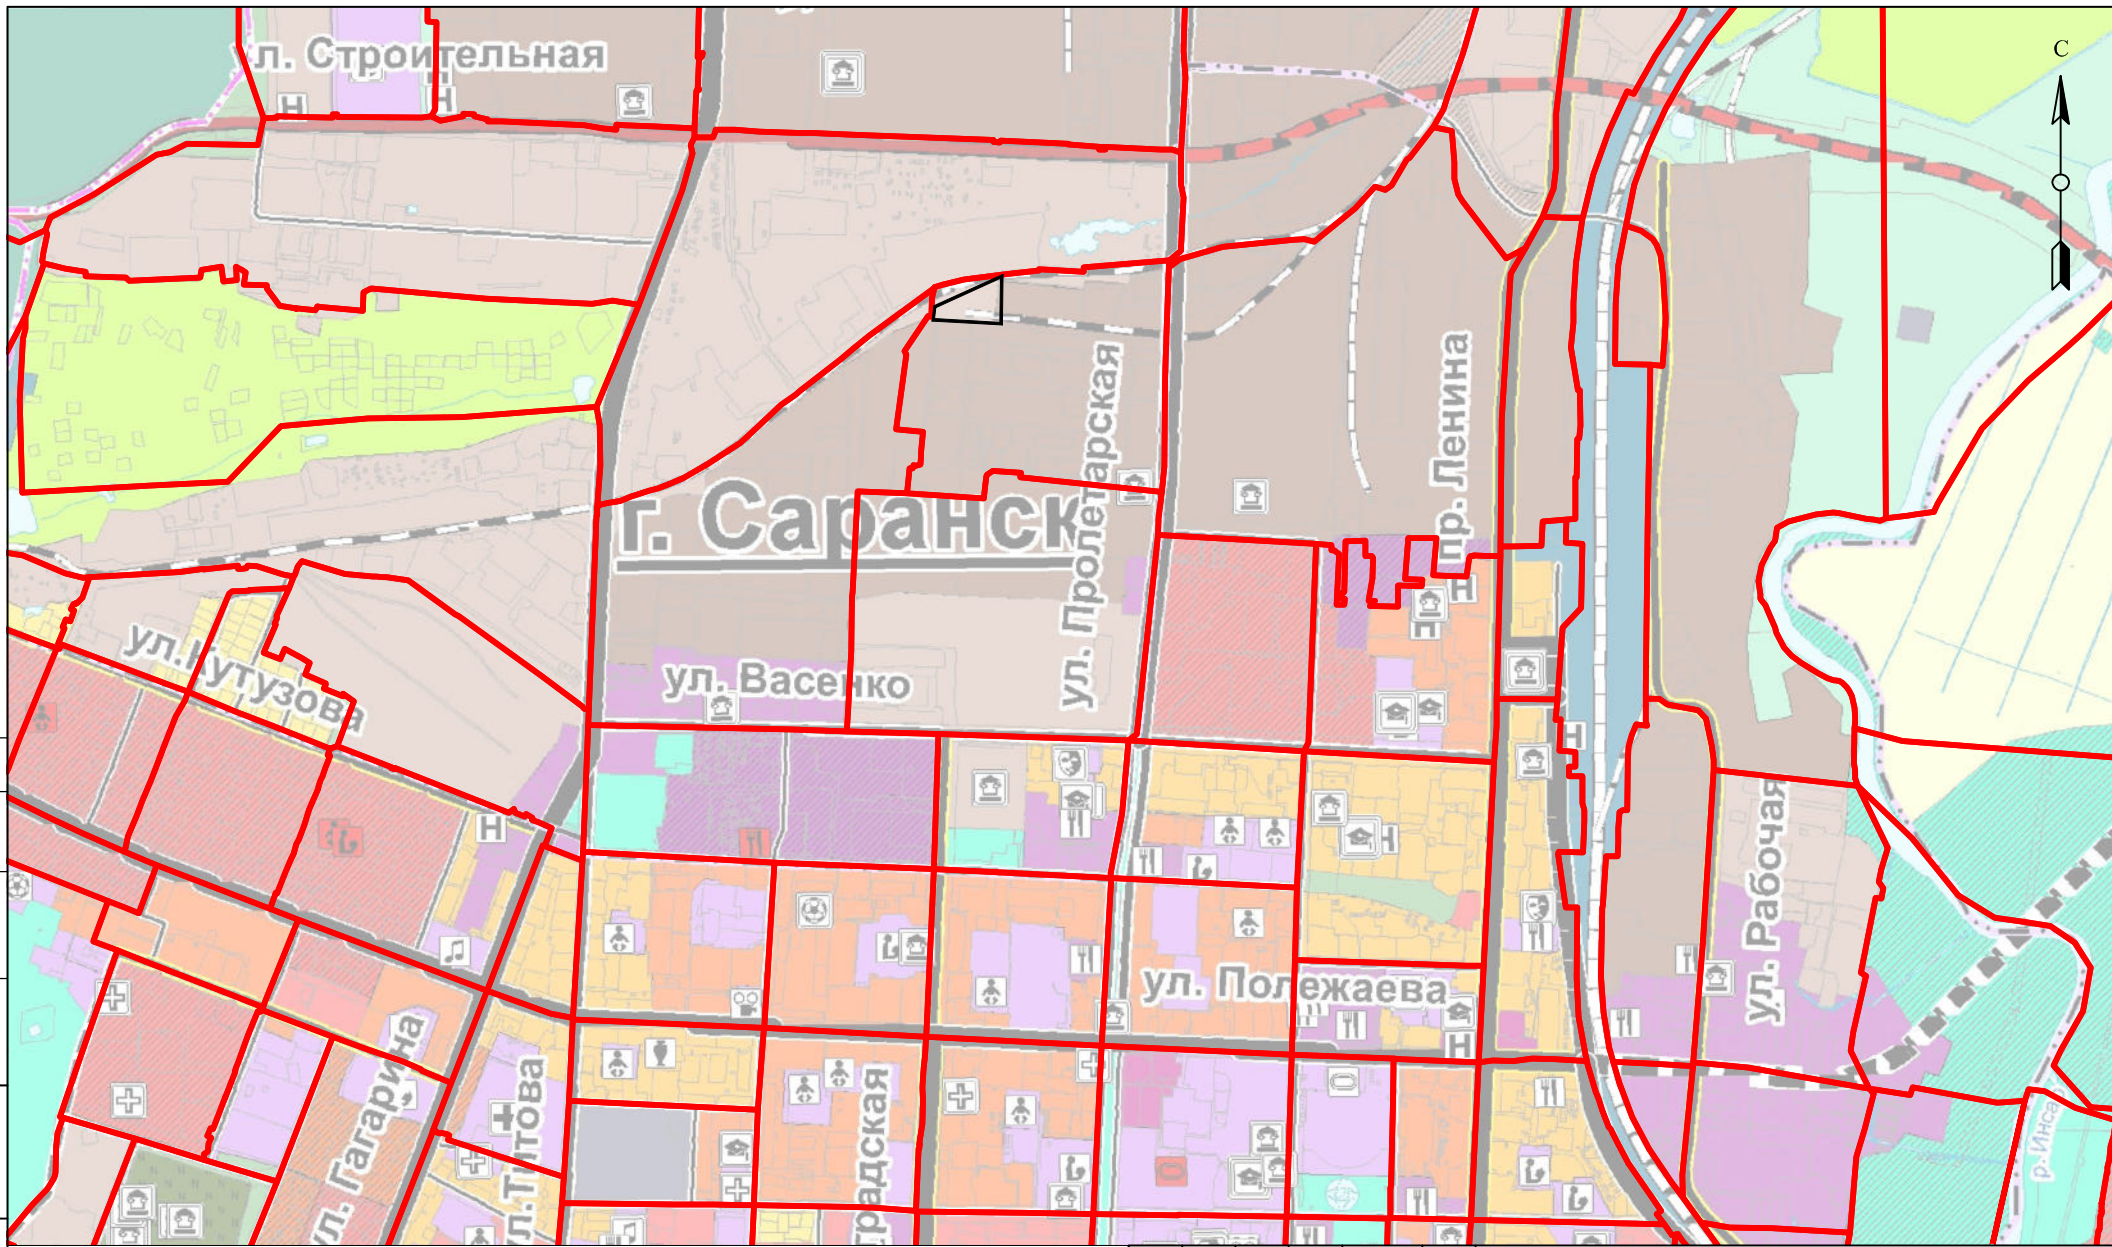 С
ул. Строительная
г. Саранск
ул. Пролетарская
пр. Ленина
ул. Васенко
ул.Кутузова
ул. Рабочая
ул. Полежаева
ул. Гагарина
ул.Титова
градская
р. Инса
Н
Н
Н
Н
Н
Н
Н